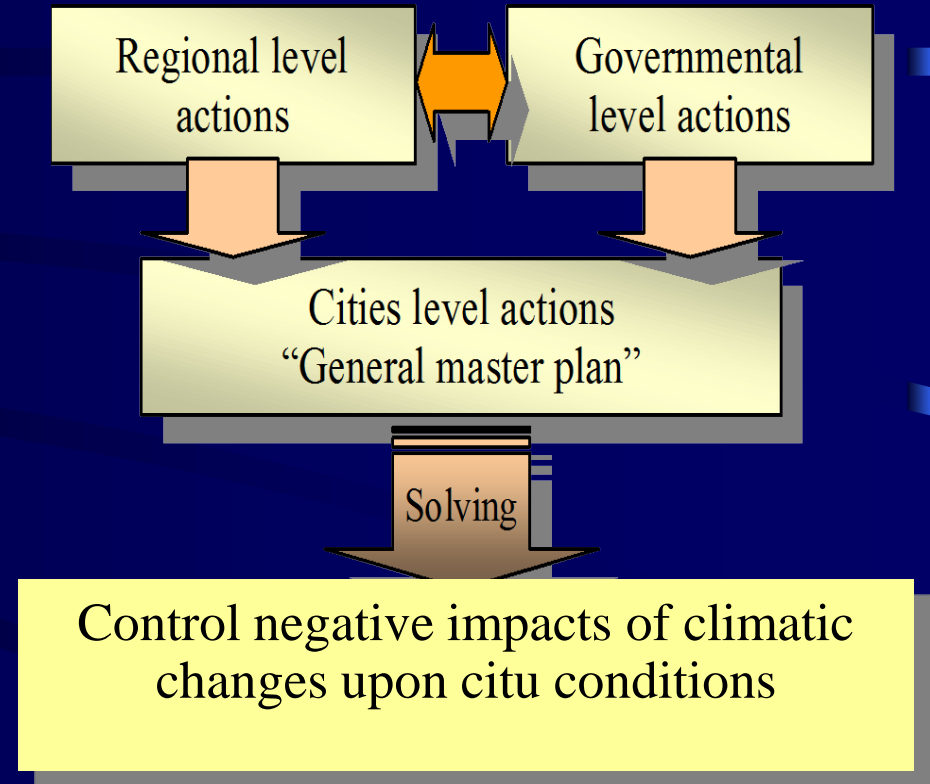 Regional level
actions
Governmental
level actions
Cities level actions
“General master plan”
Solving
Control negative impacts of climatic
changes upon citu conditions